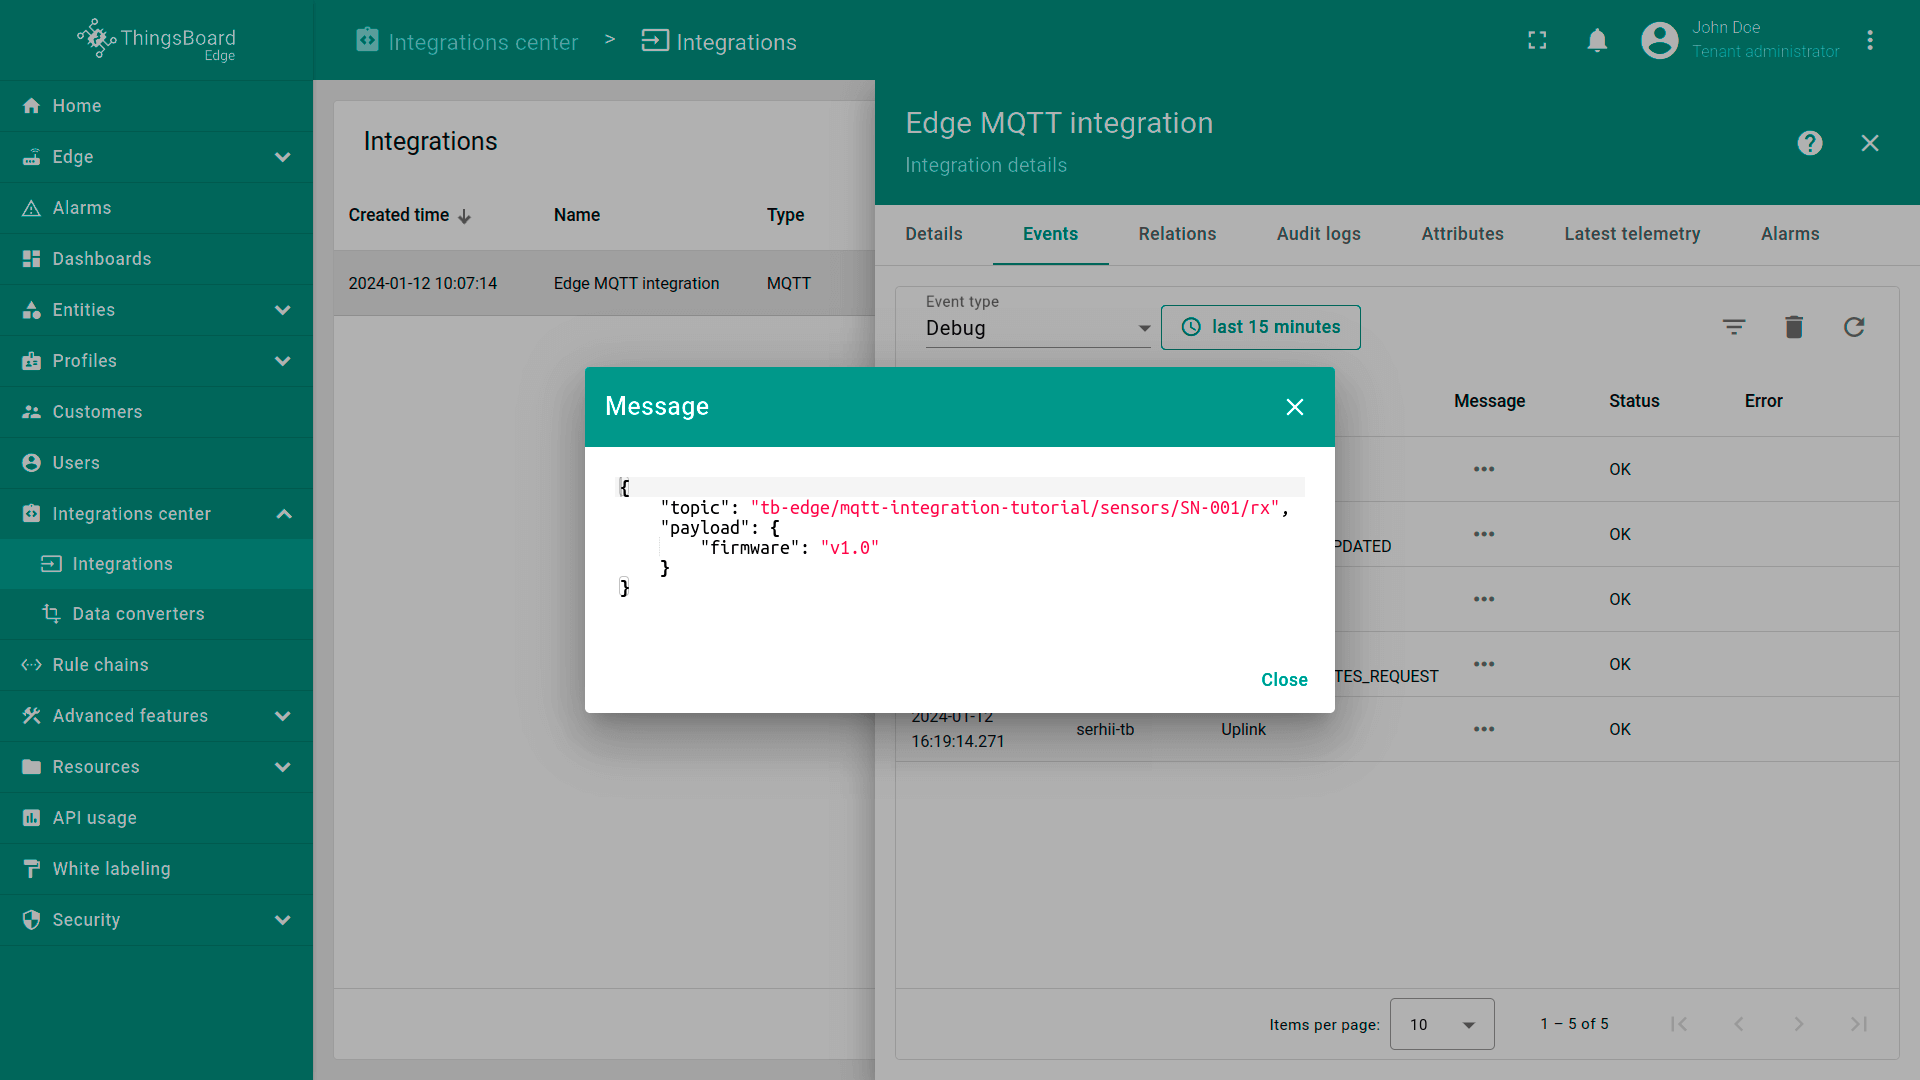 ThingsBoard
Edge
Integrations center > Integrations
John Doe
Tenant administrator
Home
Edge
Alarms
Dashboards
Entities
Profiles
Customers
Users
Integrations center
Integrations
Data converters
Rule chains
Advanced features
Resources
API usage
White labeling
Security
Integrations
Created time Name Type
2024-01-12 10:07:14 Edge MQTT integration MQTT
Edge MQTT integration
Integration details
Details Events Relations Audit logs Attributes Latest telemetry Alarms
Event type
Debug
last 15 minutes
Message Status Error
OK
PDATED OK
OK
TES_REQUEST OK
2024-01-12
16:19:14.271 serhii-tb Uplink OK
Items per page: 10 1 – 5 of 5
Message
{
"topic": "tb-edge/mqtt-integration-tutorial/sensors/SN-001/rx",
"payload": {
"firmware": "v1.0"
}
}
Close